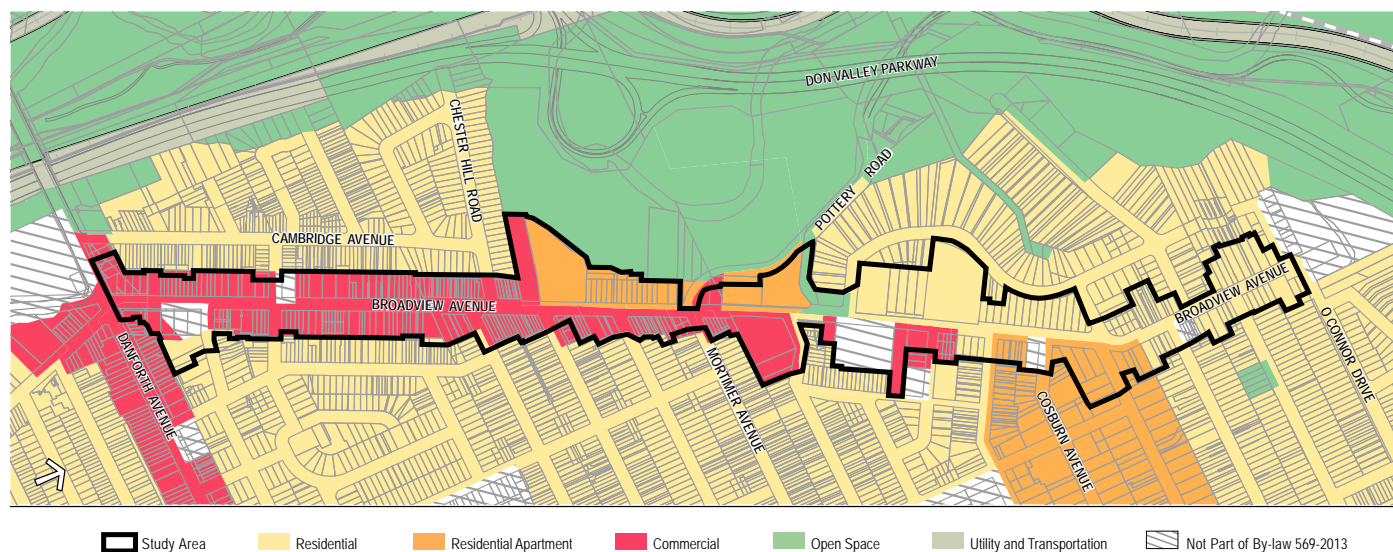 DON VALLEY PARKWAY
CHESTER HILL ROAD
POTTERY ROAD
CAMBRIDGE AVENUE
BROADVIEW AVENUE
BROADVIEW AVENUE
DANFORTH AVENUE
MORTIMER AVENUE
COSBURN AVENUE
O CONNOR DRIVE
Study Area
Residential
Residential Apartment
Commercial
Open Space
Utility and Transportation
Not Part of By-law 569-2013